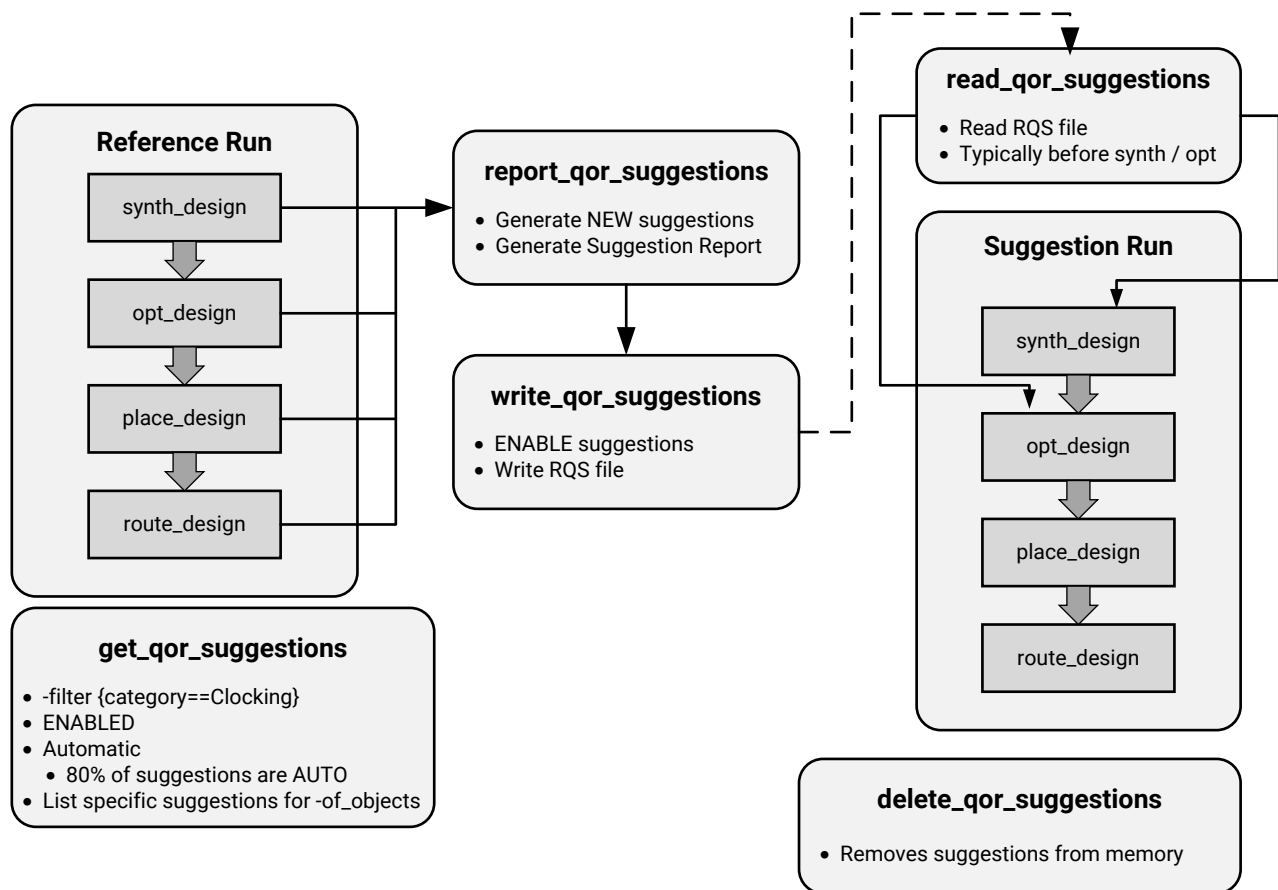 Reference Run
synth_design
opt_design
place_design
route_design
get_qor_suggestions
• -filter {category==Clocking}
• ENABLED
• Automatic
• 80% of suggestions are AUTO
• List specific suggestions for -of_objects
report_qor_suggestions
• Generate NEW suggestions
• Generate Suggestion Report
write_qor_suggestions
• ENABLE suggestions
• Write RQS file
read_qor_suggestions
• Read RQS file
• Typically before synth / opt
Suggestion Run
synth_design
opt_design
place_design
route_design
delete_qor_suggestions
• Removes suggestions from memory